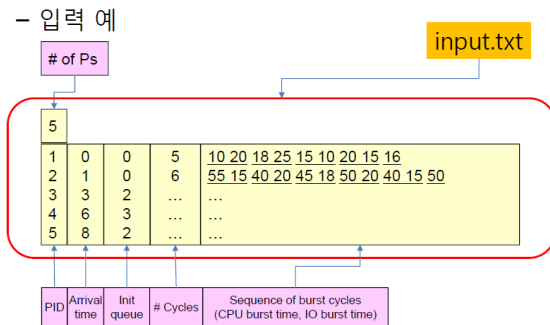 – 입력 예
input.txt
# of Ps
5
1 0 0 5 10 20 18 25 15 10 20 15 16
2 1 0 6 55 15 40 20 45 18 50 20 40 15 50
3 3 2 ... ...
4 6 3 ... ...
5 8 2 ... ...
PID Arrival time Init queue # Cycles Sequence of burst cycles (CPU burst time, IO burst time)